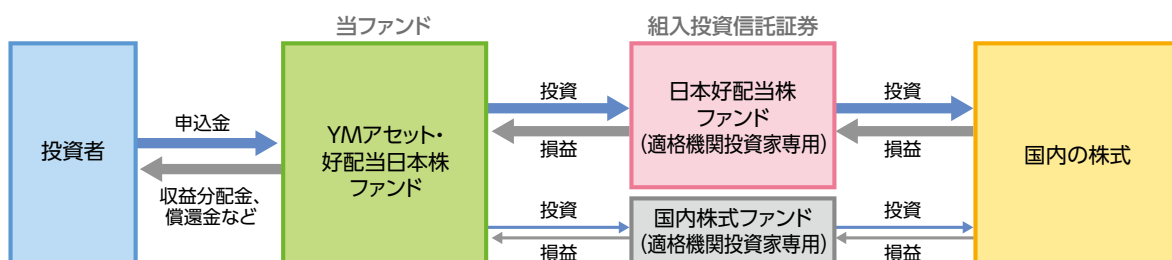 当ファンド
組入投資信託証券
投資者
申込金
収益分配金、
償還金など
YMアセット・
好配当日本株
ファンド
投資
損益
日本好配当株
ファンド
(適格機関投資家専用)
投資
損益
投資
損益
国内株式ファンド
(適格機関投資家専用)
投資
損益
国内の株式